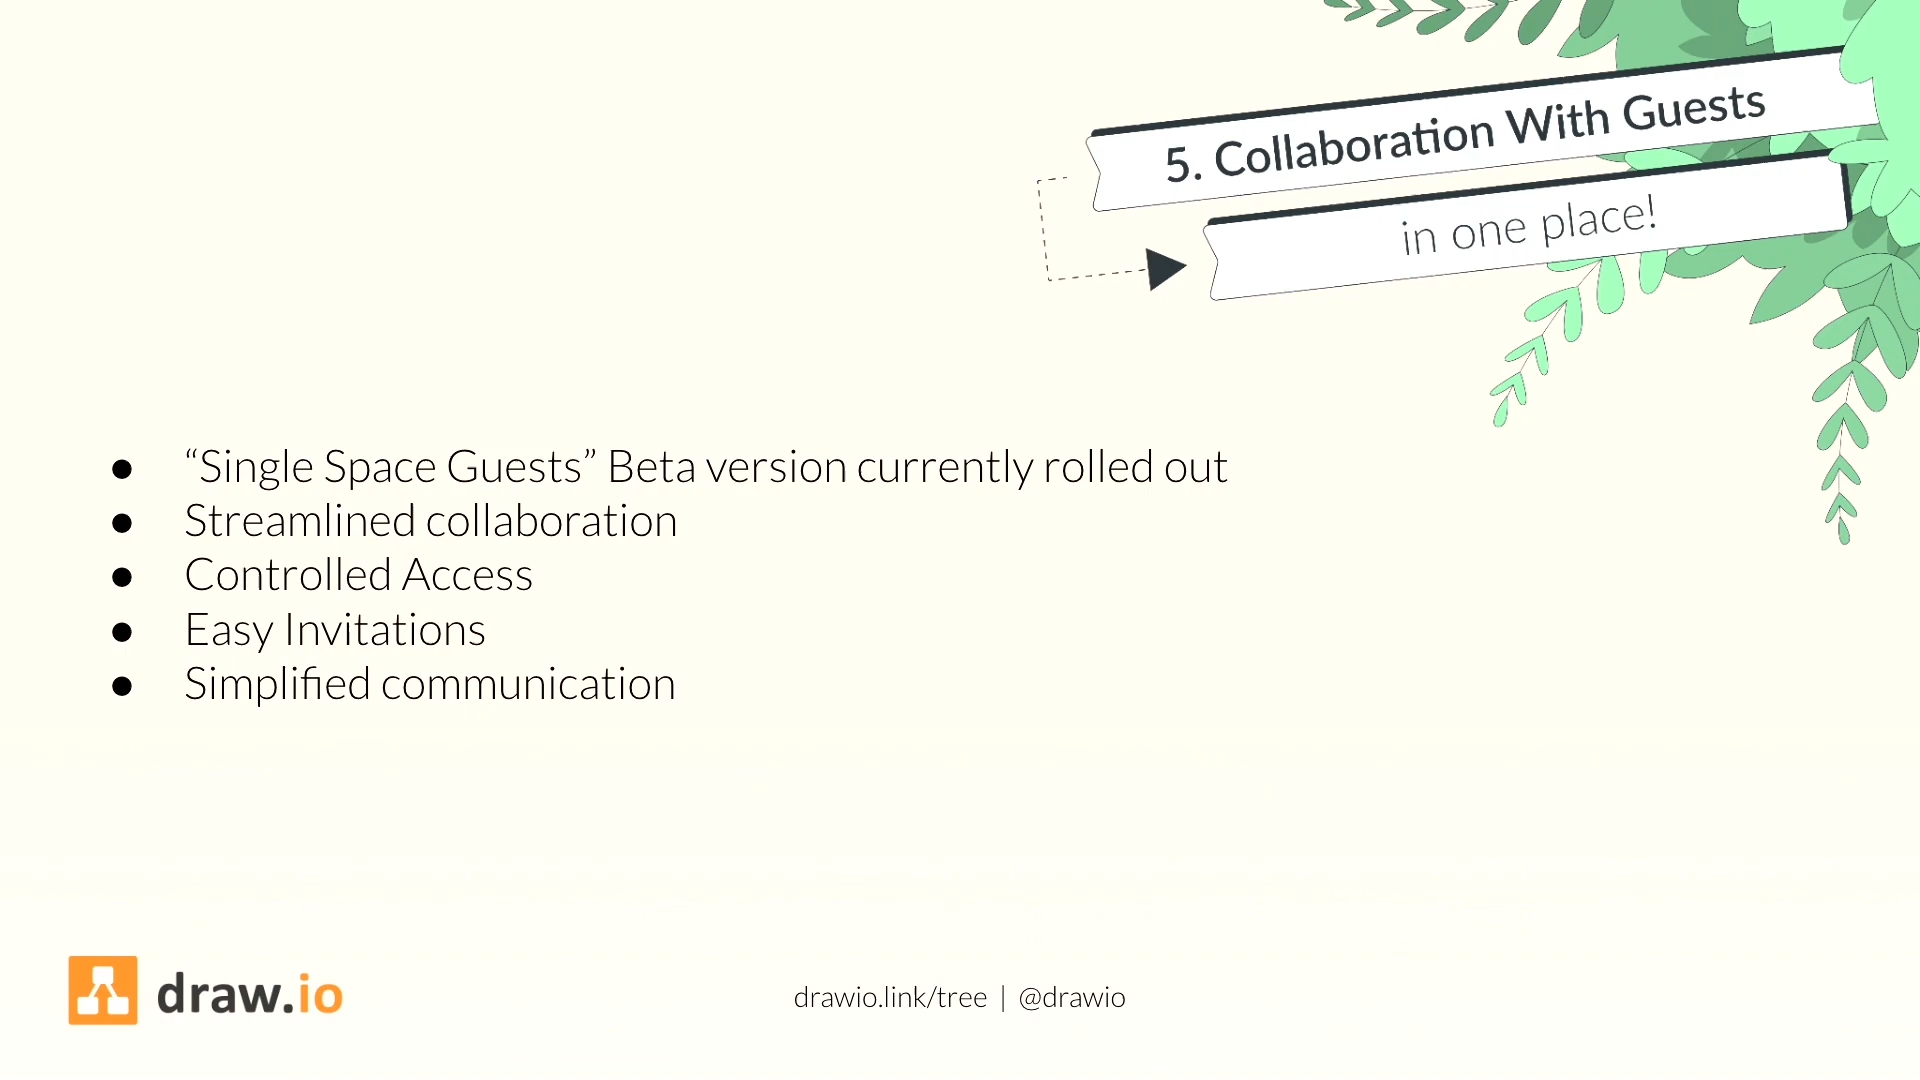 5. Collaboration With Guests
in one place!
● “Single Space Guests” Beta version currently rolled out
● Streamlined collaboration
● Controlled Access
● Easy Invitations
● Simplified communication
draw.io
drawio.link/tree | @drawio